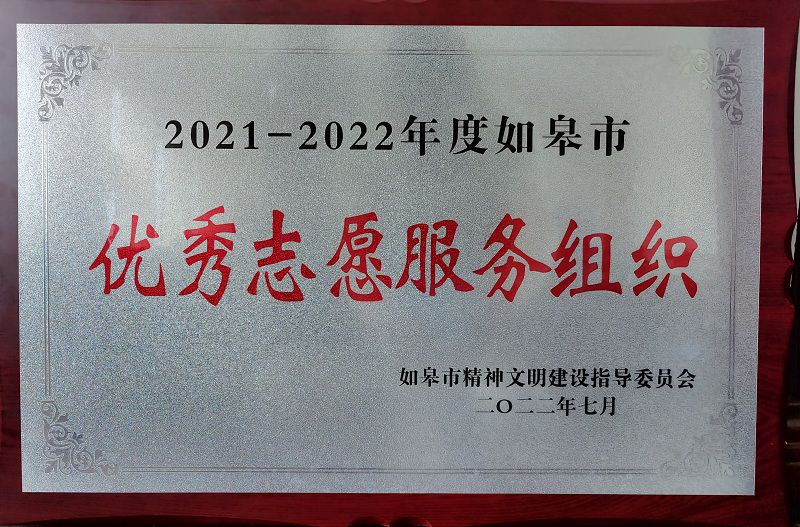 2021-2022年度如皋市
优秀志愿服务组织
如皋市精神文明建设指导委员会
二〇二二年七月